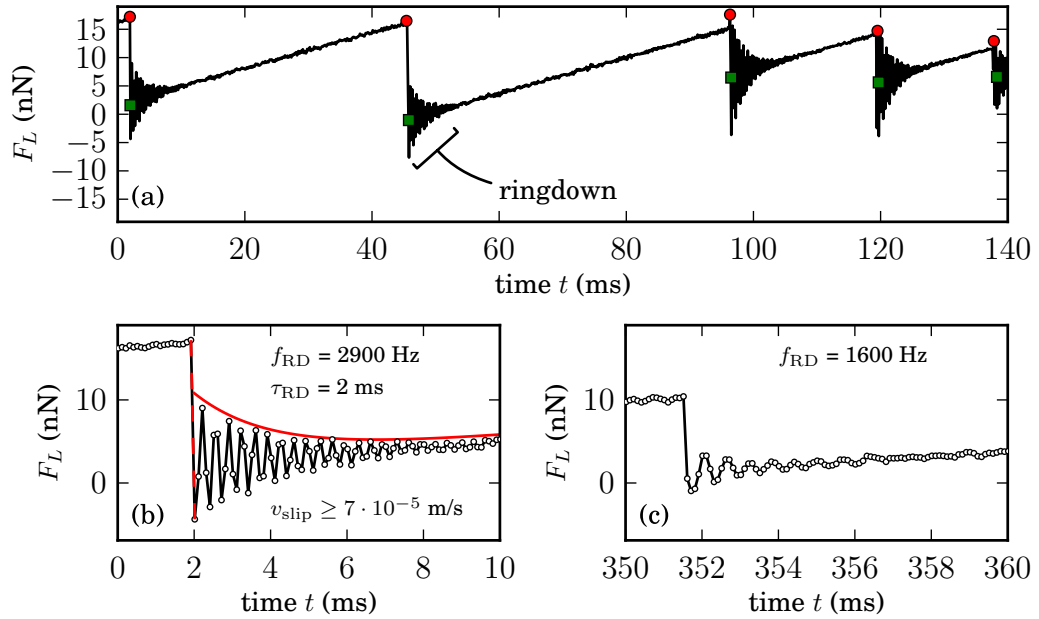 15
10
5
0
−5
−10
−15
F_L (nN)
(a)
ringdown
0 20 40 60 80 100 120 140
time t (ms)
f_RD = 2900 Hz
τ_RD = 2 ms
10
0
F_L (nN)
(b)
v_slip ≥ 7 · 10⁻⁵ m/s
0 2 4 6 8 10
time t (ms)
f_RD = 1600 Hz
10
0
F_L (nN)
(c)
350 352 354 356 358 360
time t (ms)